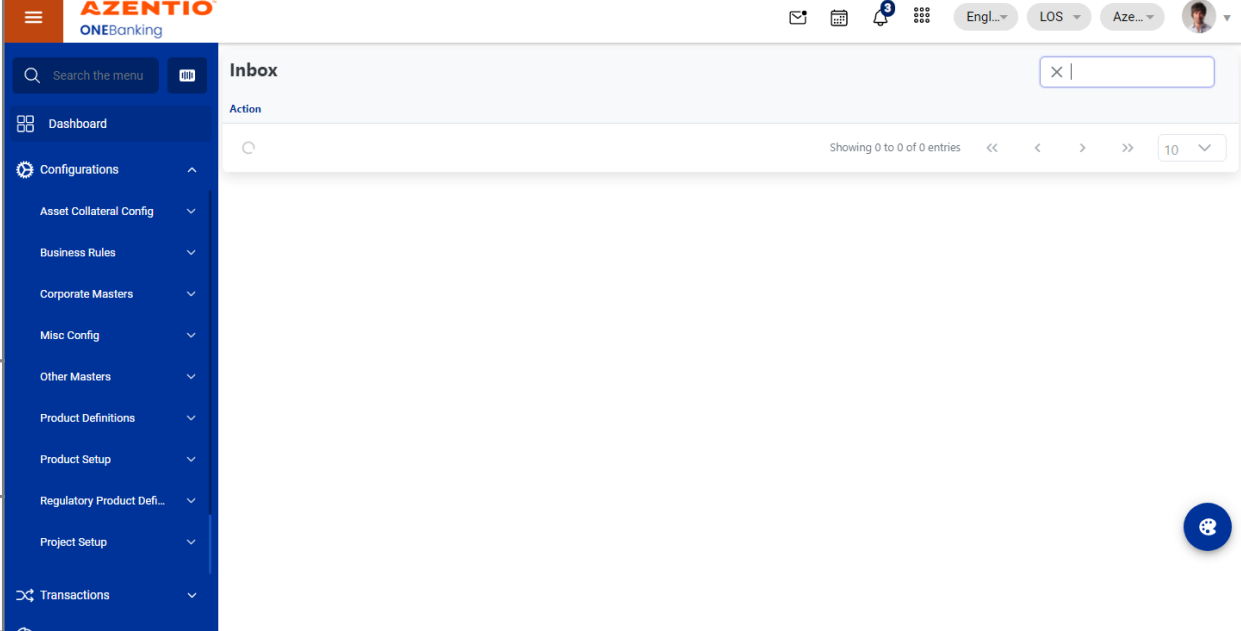 AZENTIO
ONEBanking
3
Engl...
LOS
Aze...
Search the menu
Inbox
Action
Dashboard
Showing 0 to 0 of 0 entries
10
Configurations
Asset Collateral Config
Business Rules
Corporate Masters
Misc Config
Other Masters
Product Definitions
Product Setup
Regulatory Product Defi...
Project Setup
Transactions